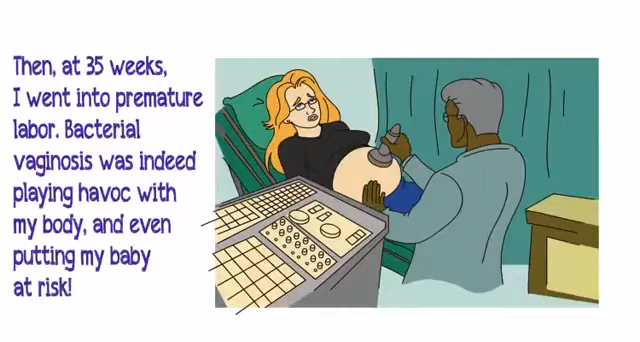 Then, at 35 weeks,
I went into premature
labor. Bacterial
vaginosis was indeed
playing havoc with
my body, and even
putting my baby
at risk!